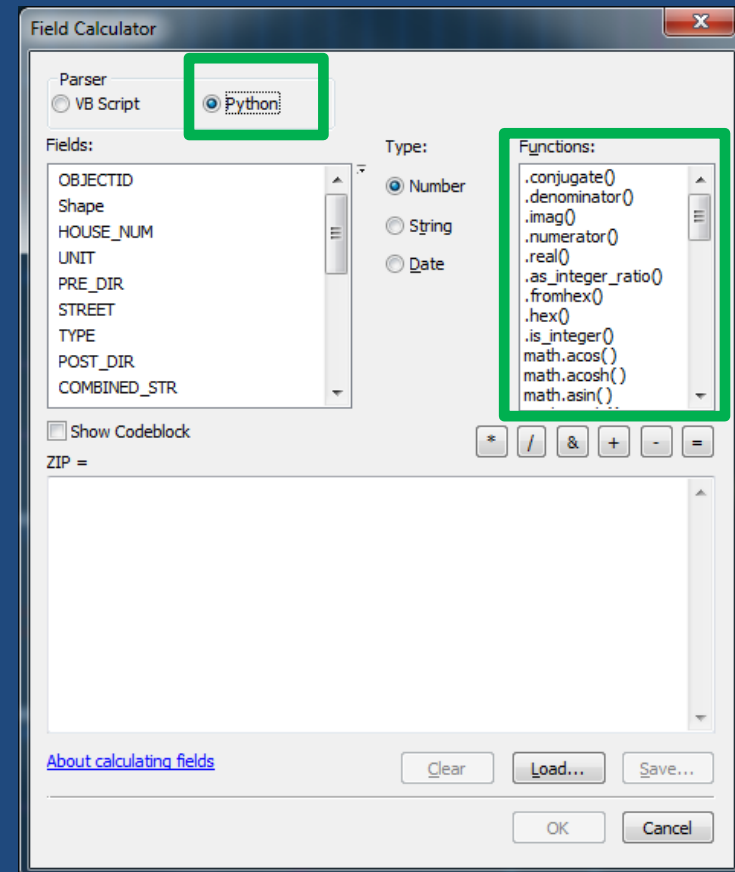 Field Calculator
x
Parser
VB Script
Python
Fields:
OBJECTID
Shape
HOUSE_NUM
UNIT
PRE_DIR
STREET
TYPE
POST_DIR
COMBINED_STR
Type:
Number
String
Date
Functions:
.conjugate()
.denominator()
.imag()
.numerator()
.real()
.as_integer_ratio()
.fromhex()
.hex()
.is_integer()
math.acos( )
math.acosh( )
math.asin( )
Show Codeblock
* / & + - =
ZIP =
About calculating fields
Clear
Load...
Save...
OK
Cancel